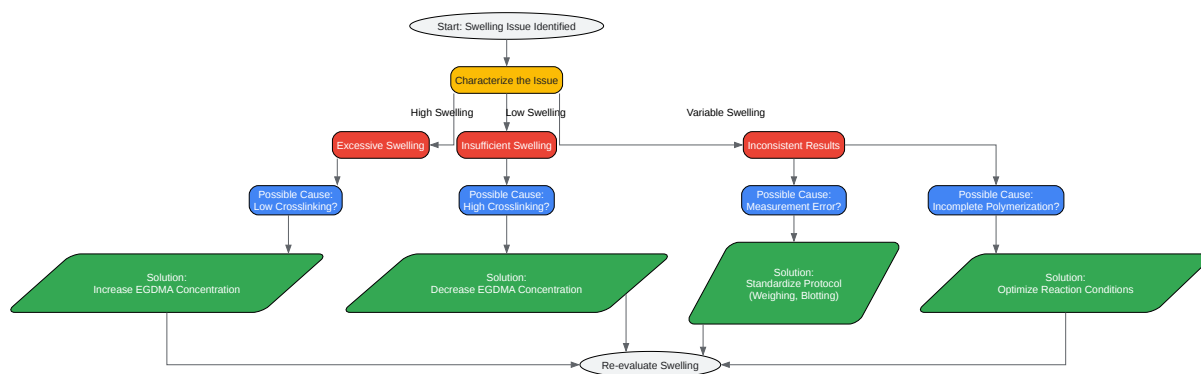 Start: Swelling Issue Identified
Characterize the Issue
High Swelling
Low Swelling
Variable Swelling
Excessive Swelling
Insufficient Swelling
Inconsistent Results
Possible Cause:
Low Crosslinking?
Possible Cause:
High Crosslinking?
Possible Cause:
Measurement Error?
Possible Cause:
Incomplete Polymerization?
Solution:
Increase EGDMA Concentration
Solution:
Decrease EGDMA Concentration
Solution:
Standardize Protocol
(Weighing, Blotting)
Solution:
Optimize Reaction Conditions
Re-evaluate Swelling